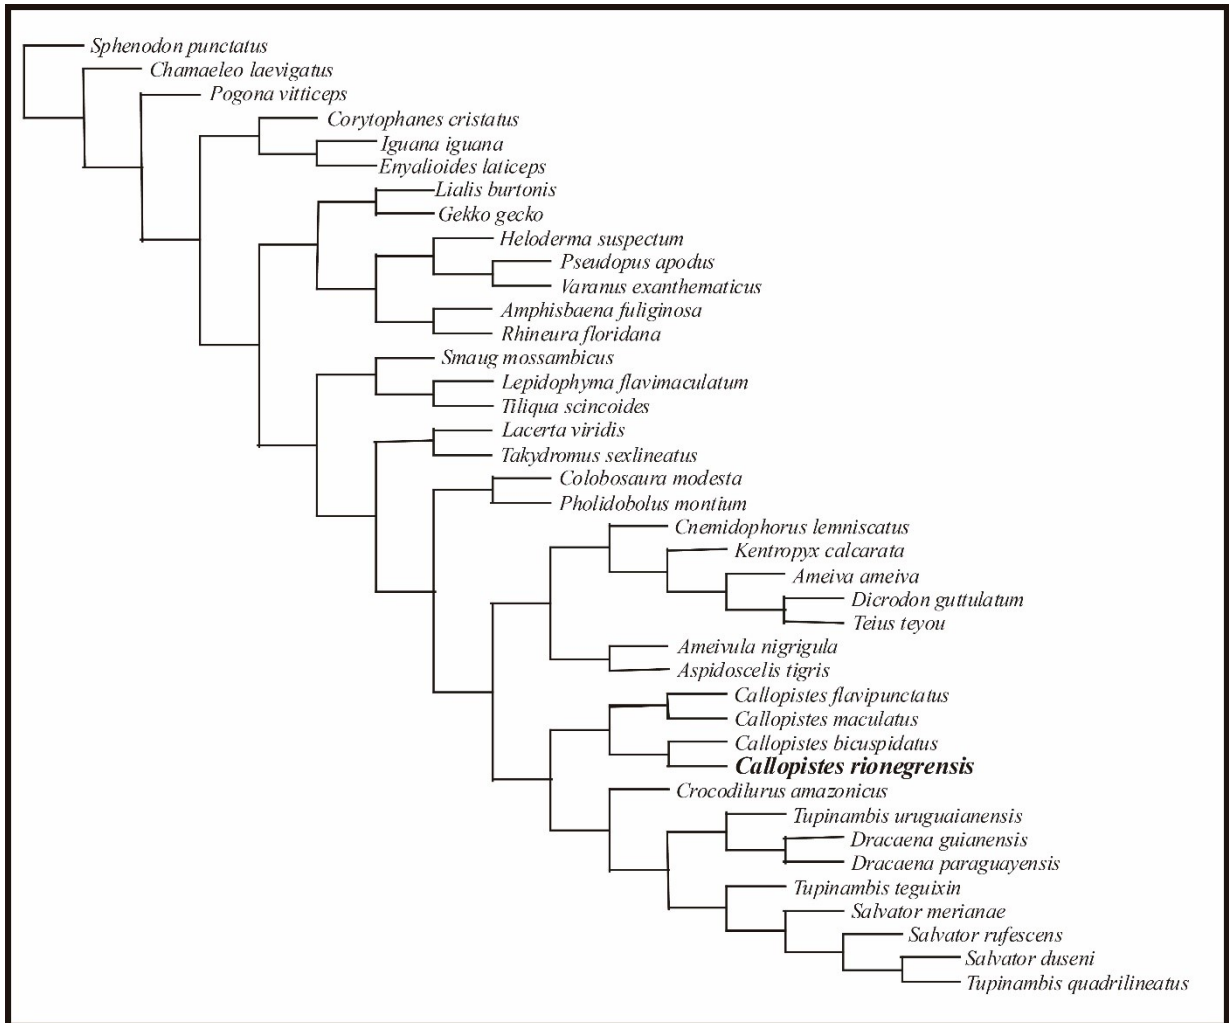 Sphenodon punctatus
Chamaeleo laevigatus
Pogona vitticeps
Corytophanes cristatus
Iguana iguana
Enyalioides laticeps
Lialis burtonis
Gekko gecko
Heloderma suspectum
Pseudopus apodus
Varanus exanthematicus
Amphisbaena fuliginosa
Rhineura floridana
Smaug mossambicus
Lepidophyma flavimaculatum
Tiliqua scincoides
Lacerta viridis
Takydromus sexlineatus
Colobosaura modesta
Pholidobolus montium
Cnemidophorus lemniscatus
Kentropyx calcarata
Ameiva ameiva
Dicrodon guttulatum
Teius teyou
Ameivula nigrigula
Aspidoscelis tigris
Callopistes flavipunctatus
Callopistes maculatus
Callopistes bicuspidatus
Callopistes rionegrensis
Crocodilurus amazonicus
Tupinambis uruguaianensis
Dracaena guianensis
Dracaena paraguayensis
Tupinambis teguixin
Salvator merianae
Salvator rufescens
Salvator duseni
Tupinambis quadrilineatus